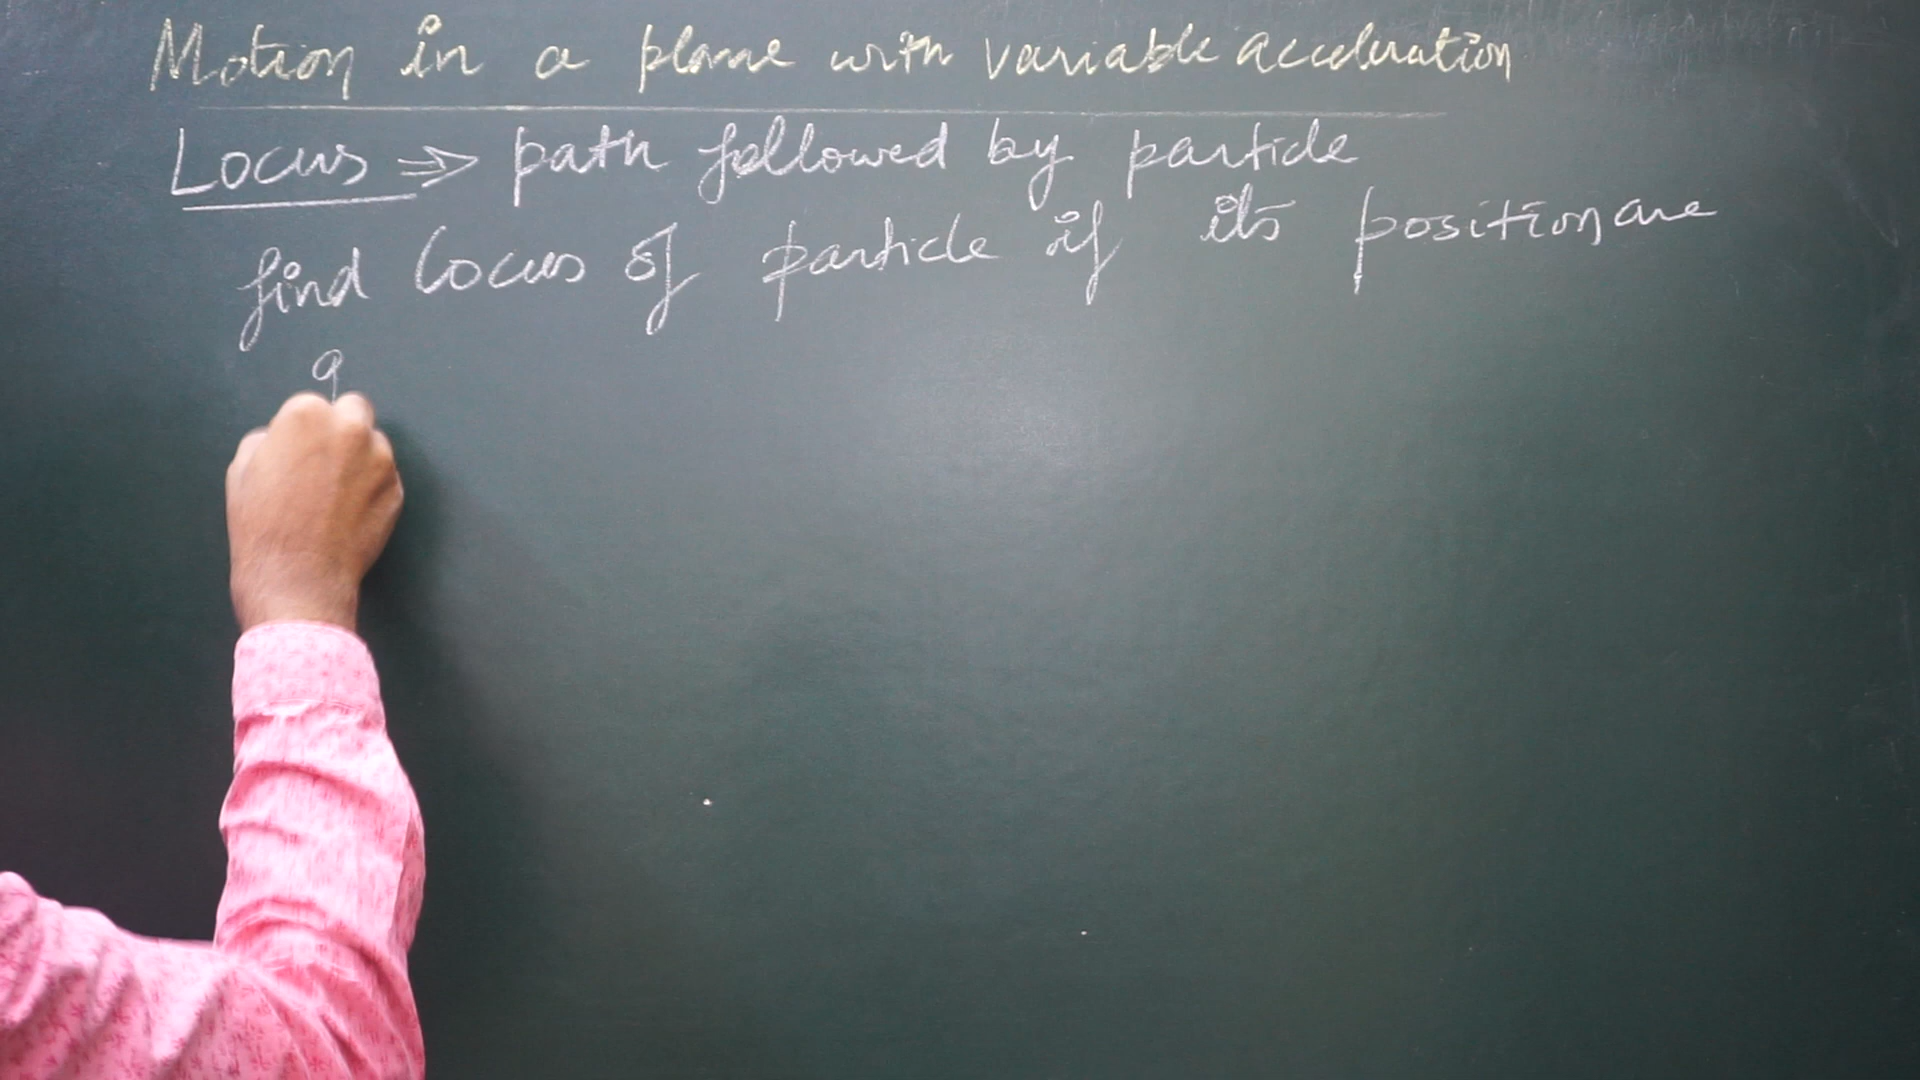 Motion in a plane with variable acceleration
Locus ⇒ path followed by particle
find Locus of particle if its position are